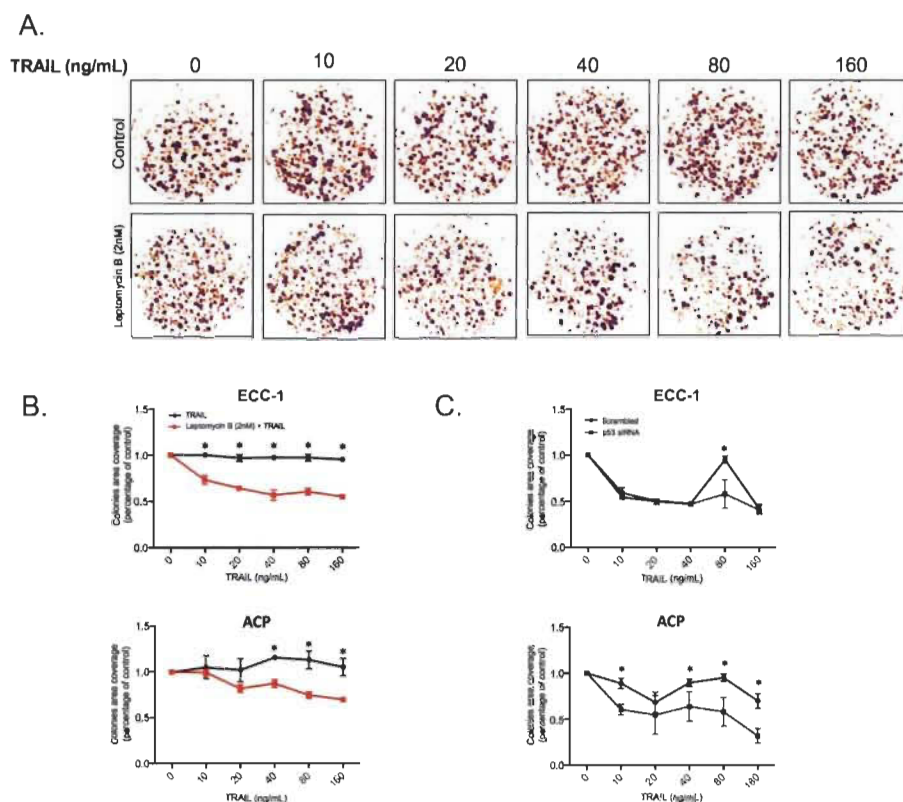 A.
TRAIL (ng/mL) 0 10 20 40 80 160
Control
Leptomycin B (2nM)
B.
ECC-1
Colonies area coverage
(percentage of control)
1.5
1.0
0.5
0.0
TRAIL
Leptomycin B (2nM) + TRAIL
* * * * *
0 10 20 40 80 160
TRAIL (ng/mL)
ACP
Colonies area coverage
(percentage of control)
1.5
1.0
0.5
0.0
* * *
0 10 20 40 80 160
TRAIL (ng/mL)
C.
ECC-1
Colonies area coverage
(percentage of control)
1.5
1.0
0.5
0.0
Scrambled
p53 siRNA
*
0 10 20 40 80 160
TRAIL (ng/mL)
ACP
Colonies area coverage
(percentage of control)
1.5
1.0
0.5
0.0
* * * *
0 10 20 40 80 160
TRAIL (ng/mL)